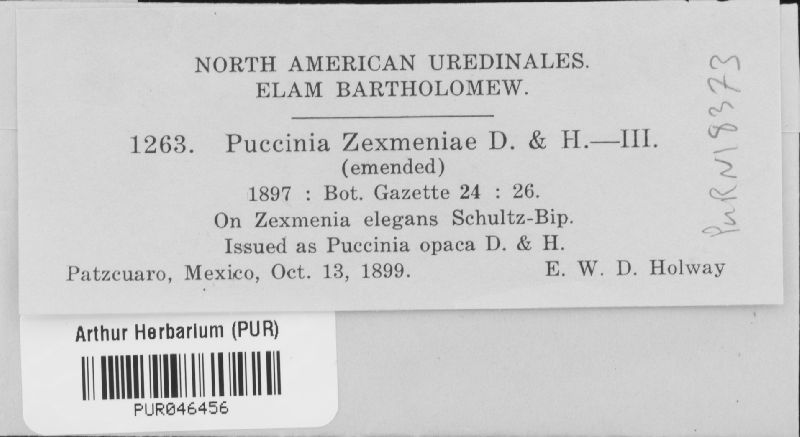 NORTH AMERICAN UREDINALES.
ELAM BARTHOLOMEW.
1263. Puccinia Zexmeniae D. & H.—III.
(emended)
1897 : Bot. Gazette 24 : 26.
On Zexmenia elegans Schultz-Bip.
Issued as Puccinia opaca D. & H.
Patzcuaro, Mexico, Oct. 13, 1899. E. W. D. Holway
PURN18373
Arthur Herbarium (PUR)
PUR046456